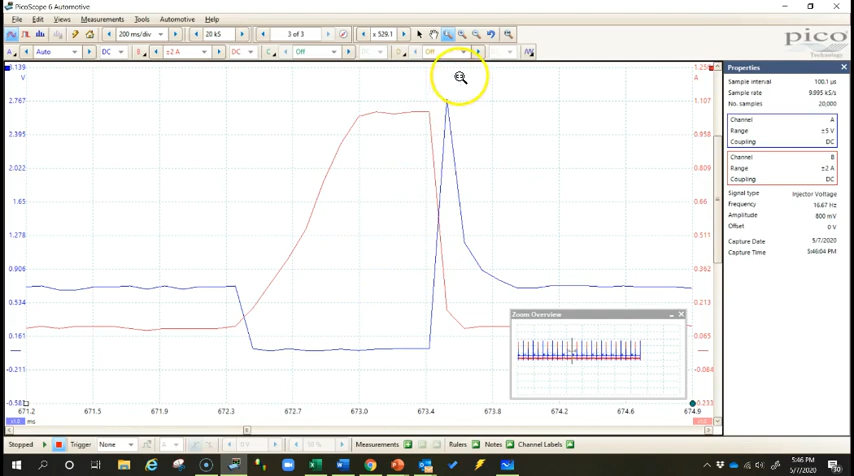 PicoScope 6 Automotive
File Edit Views Measurements Tools Automotive Help
200 ms/div 20 kS 3 of 3 x 529.1
A Auto DC B ±2 A DC C Off DC D Off
pico
Technology
3.139 1.256
V A
2.767 1.107
2.395 0.958
2.022 0.809
1.65 0.66
1.278 0.511
0.906 0.362
0.534 0.213
0.161 0.065
-0.211 -0.084
-0.581 -0.233
671.2 671.5 671.9 672.3 672.7 673.0 673.4 673.8 674.2 674.6 674.9
ms
Zoom Overview
Properties
Sample interval 100.1 µs
Sample rate 9.995 kS/s
No. samples 20,000
Channel A
Range ±5 V
Coupling DC
Channel B
Range ±2 A
Coupling DC
Signal type Injector Voltage
Frequency 16.67 Hz
Amplitude 800 mV
Offset 0 V
Capture Date 5/7/2020
Capture Time 5:46:04 PM
Stopped Trigger None A 0 V 50 % Measurements Rulers Notes Channel Labels
5:46 PM
5/7/2020